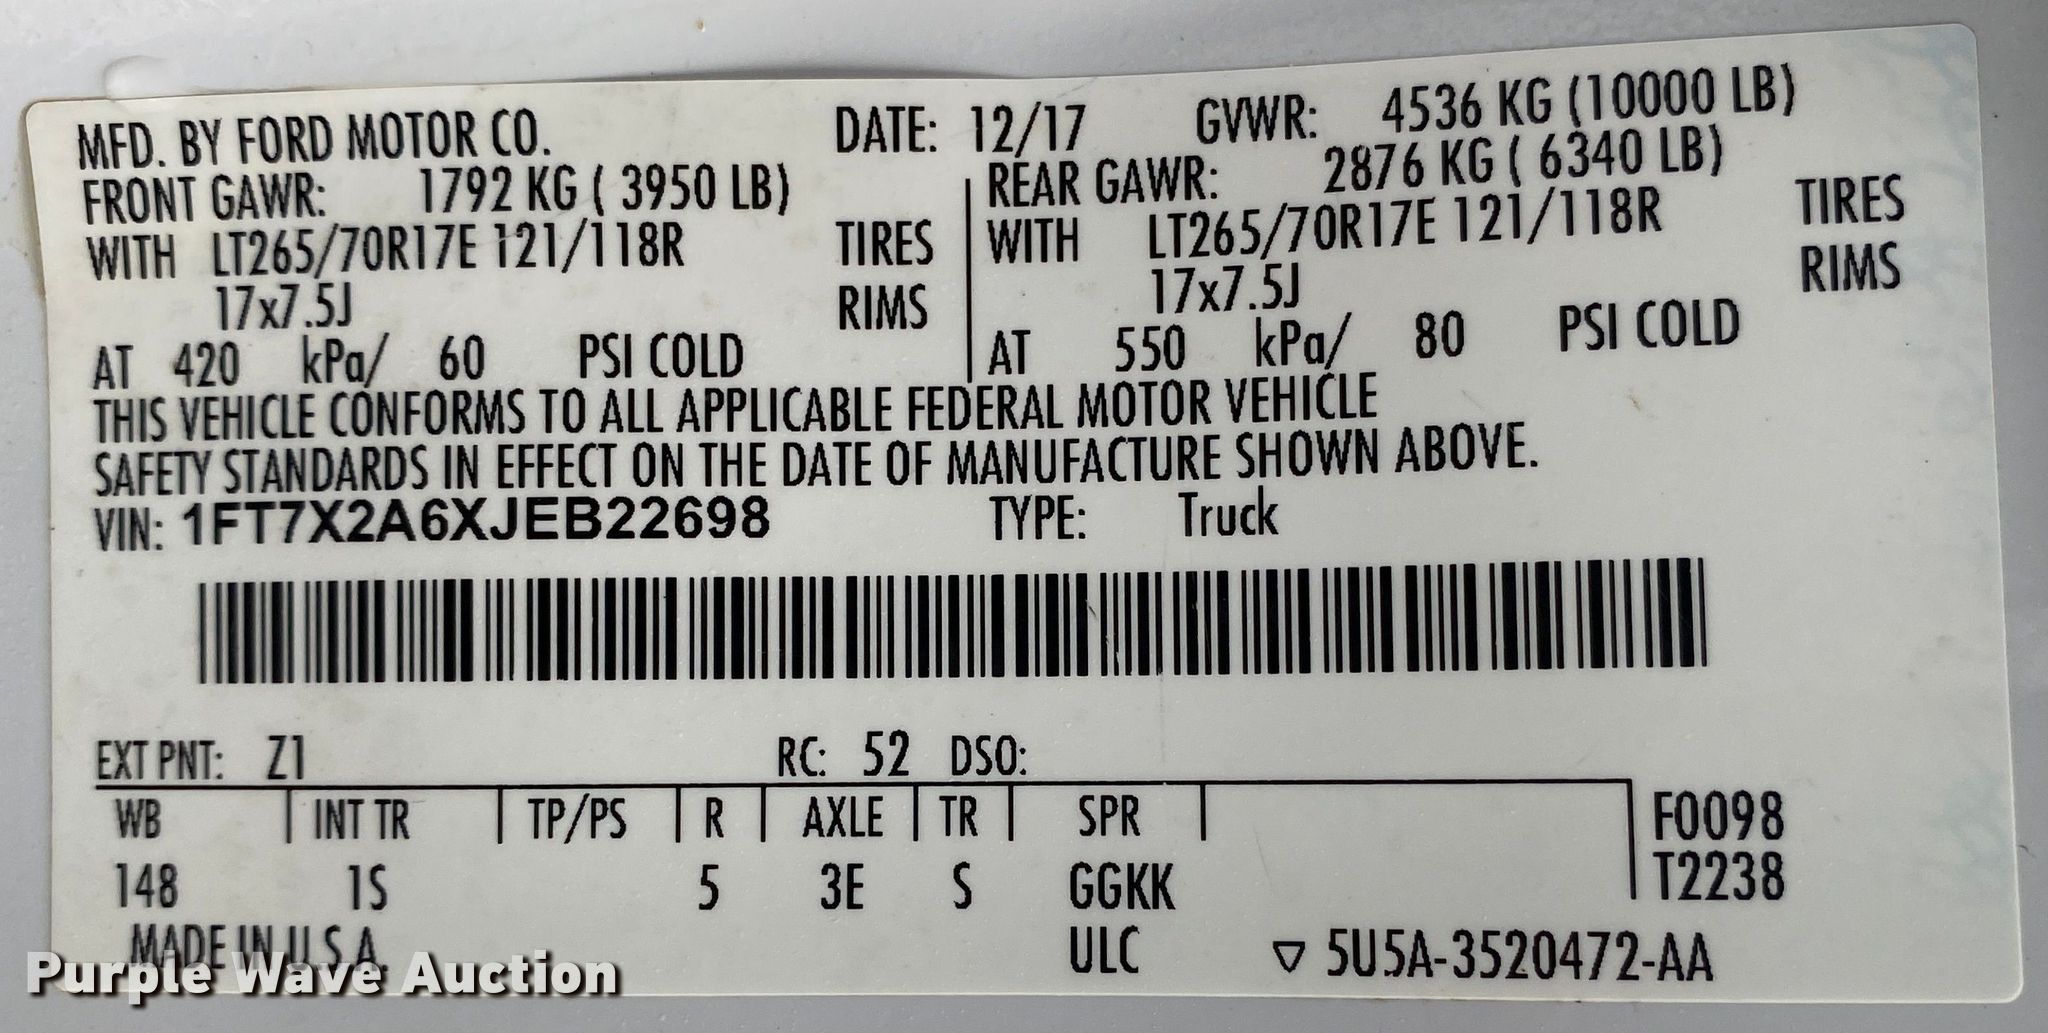 MFD. BY FORD MOTOR CO. DATE: 12/17 GVWR: 4536 KG (10000 LB)
FRONT GAWR: 1792 KG ( 3950 LB) REAR GAWR: 2876 KG ( 6340 LB)
WITH LT265/70R17E 121/118R TIRES WITH LT265/70R17E 121/118R TIRES
17x7.5J RIMS 17x7.5J RIMS
AT 420 kPa/ 60 PSI COLD AT 550 kPa/ 80 PSI COLD
THIS VEHICLE CONFORMS TO ALL APPLICABLE FEDERAL MOTOR VEHICLE
SAFETY STANDARDS IN EFFECT ON THE DATE OF MANUFACTURE SHOWN ABOVE.
VIN: 1FT7X2A6XJEB22698 TYPE: Truck
EXT PNT: Z1 RC: 52 DSO:
WB INT TR TP/PS R AXLE TR SPR F0098
148 1S 5 3E S GGKK T2238
MADE IN U.S.A. ULC 5U5A-3520472-AA
Purple Wave Auction